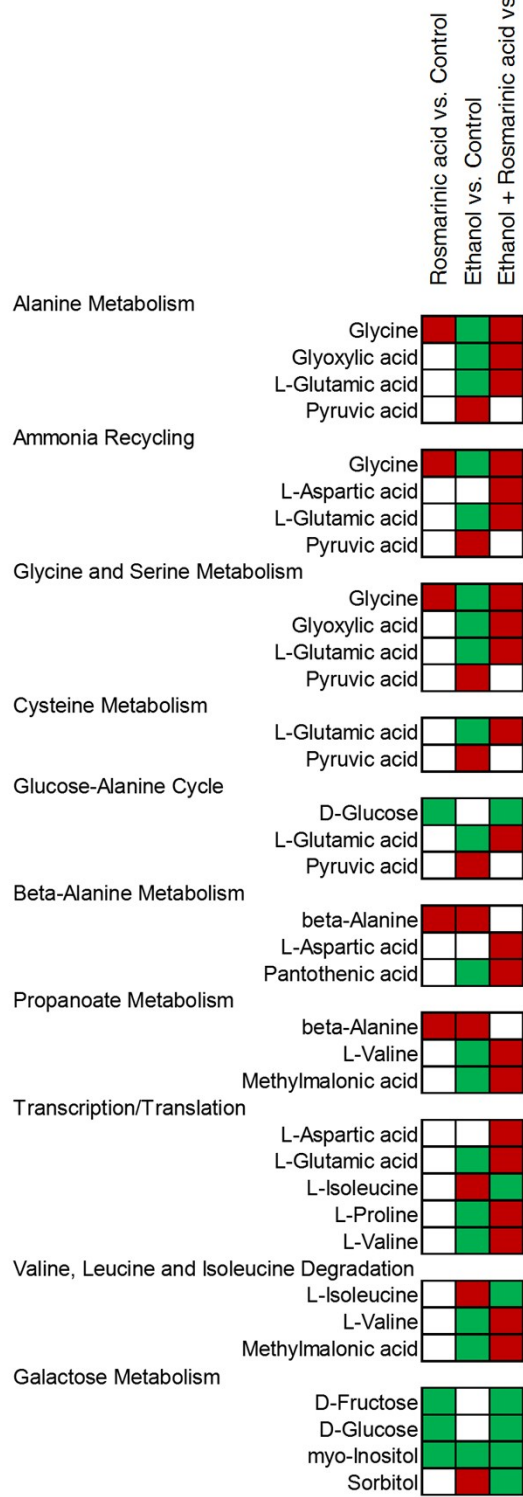 Rosmarinic acid vs. Control
Ethanol vs. Control
Ethanol + Rosmarinic acid vs
Alanine Metabolism
Glycine
Glyoxylic acid
L-Glutamic acid
Pyruvic acid
Ammonia Recycling
Glycine
L-Aspartic acid
L-Glutamic acid
Pyruvic acid
Glycine and Serine Metabolism
Glycine
Glyoxylic acid
L-Glutamic acid
Pyruvic acid
Cysteine Metabolism
L-Glutamic acid
Pyruvic acid
Glucose-Alanine Cycle
D-Glucose
L-Glutamic acid
Pyruvic acid
Beta-Alanine Metabolism
beta-Alanine
L-Aspartic acid
Pantothenic acid
Propanoate Metabolism
beta-Alanine
L-Valine
Methylmalonic acid
Transcription/Translation
L-Aspartic acid
L-Glutamic acid
L-Isoleucine
L-Proline
L-Valine
Valine, Leucine and Isoleucine Degradation
L-Isoleucine
L-Valine
Methylmalonic acid
Galactose Metabolism
D-Fructose
D-Glucose
myo-Inositol
Sorbitol